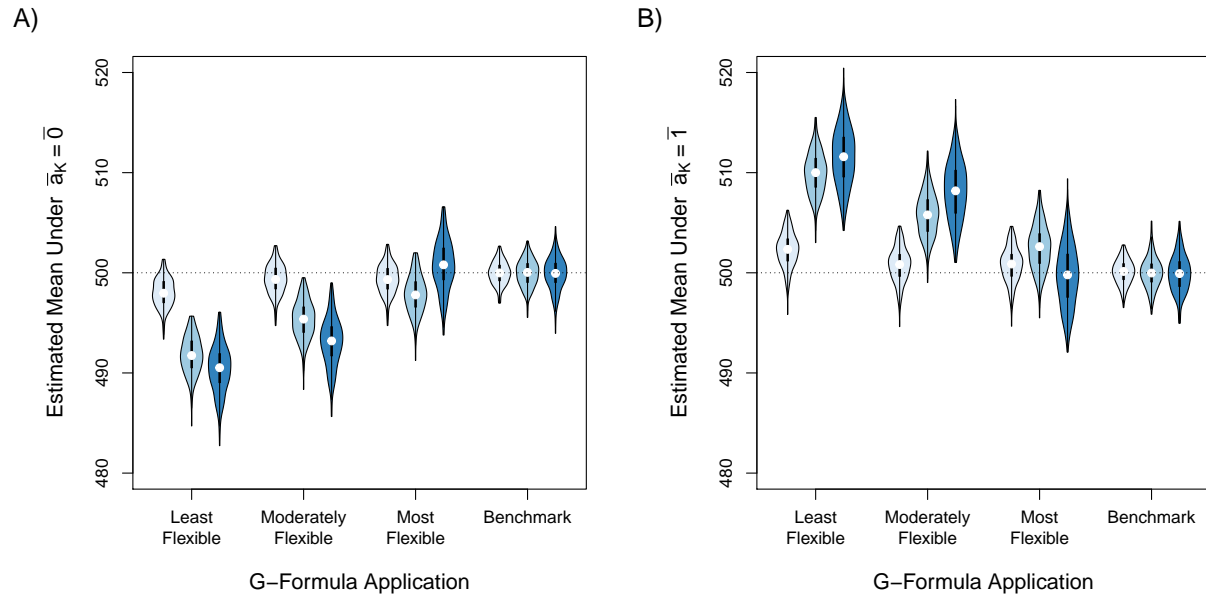 A)
Estimated Mean Under a̅K = 0̅
520
510
500
490
480
Least
Flexible
Moderately
Flexible
Most
Flexible
Benchmark
G−Formula Application
B)
Estimated Mean Under a̅K = 1̅
520
510
500
490
480
Least
Flexible
Moderately
Flexible
Most
Flexible
Benchmark
G−Formula Application